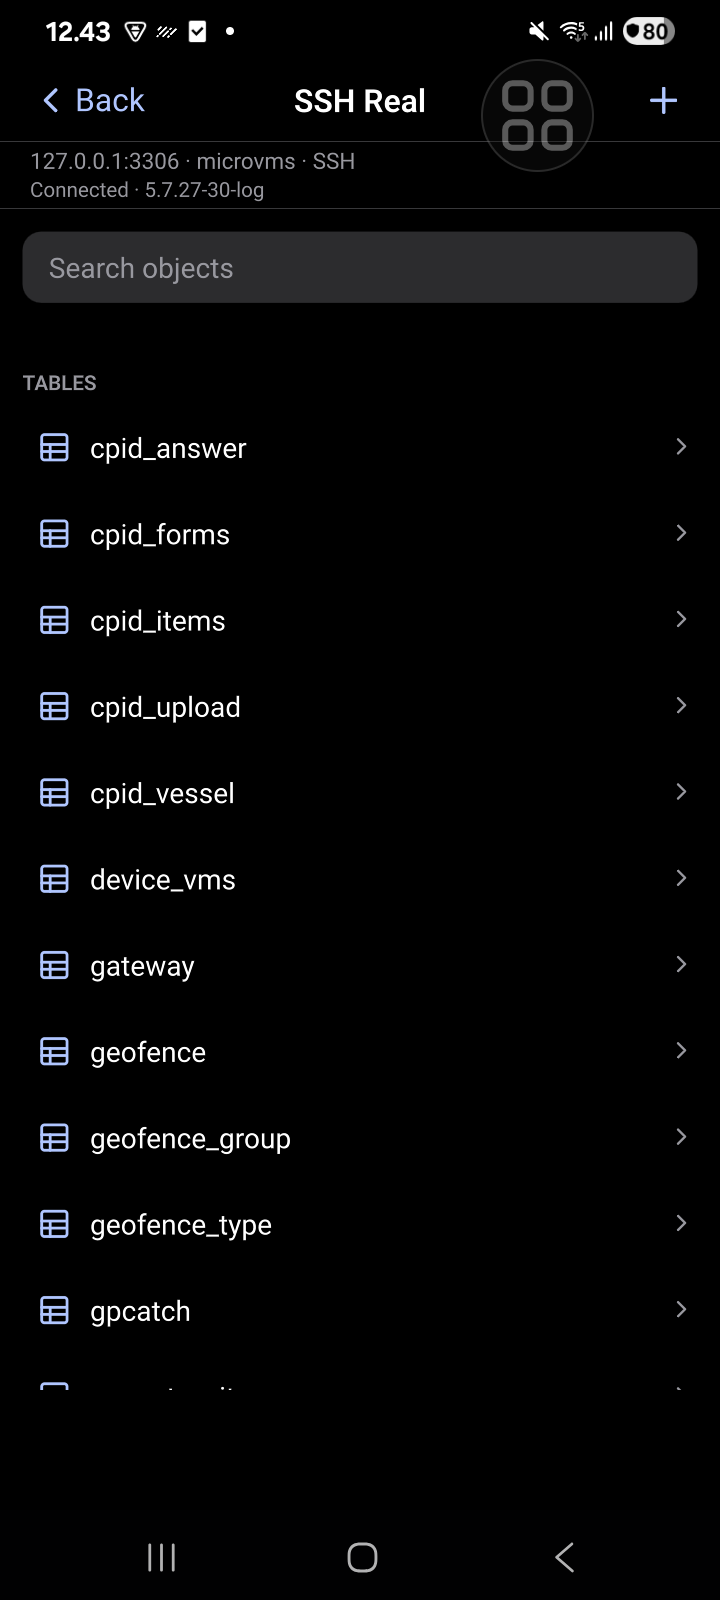 12.43
5
80
Back
SSH Real
127.0.0.1:3306 · microvms · SSH
Connected · 5.7.27-30-log
Search objects
TABLES
cpid_answer
cpid_forms
cpid_items
cpid_upload
cpid_vessel
device_vms
gateway
geofence
geofence_group
geofence_type
gpcatch